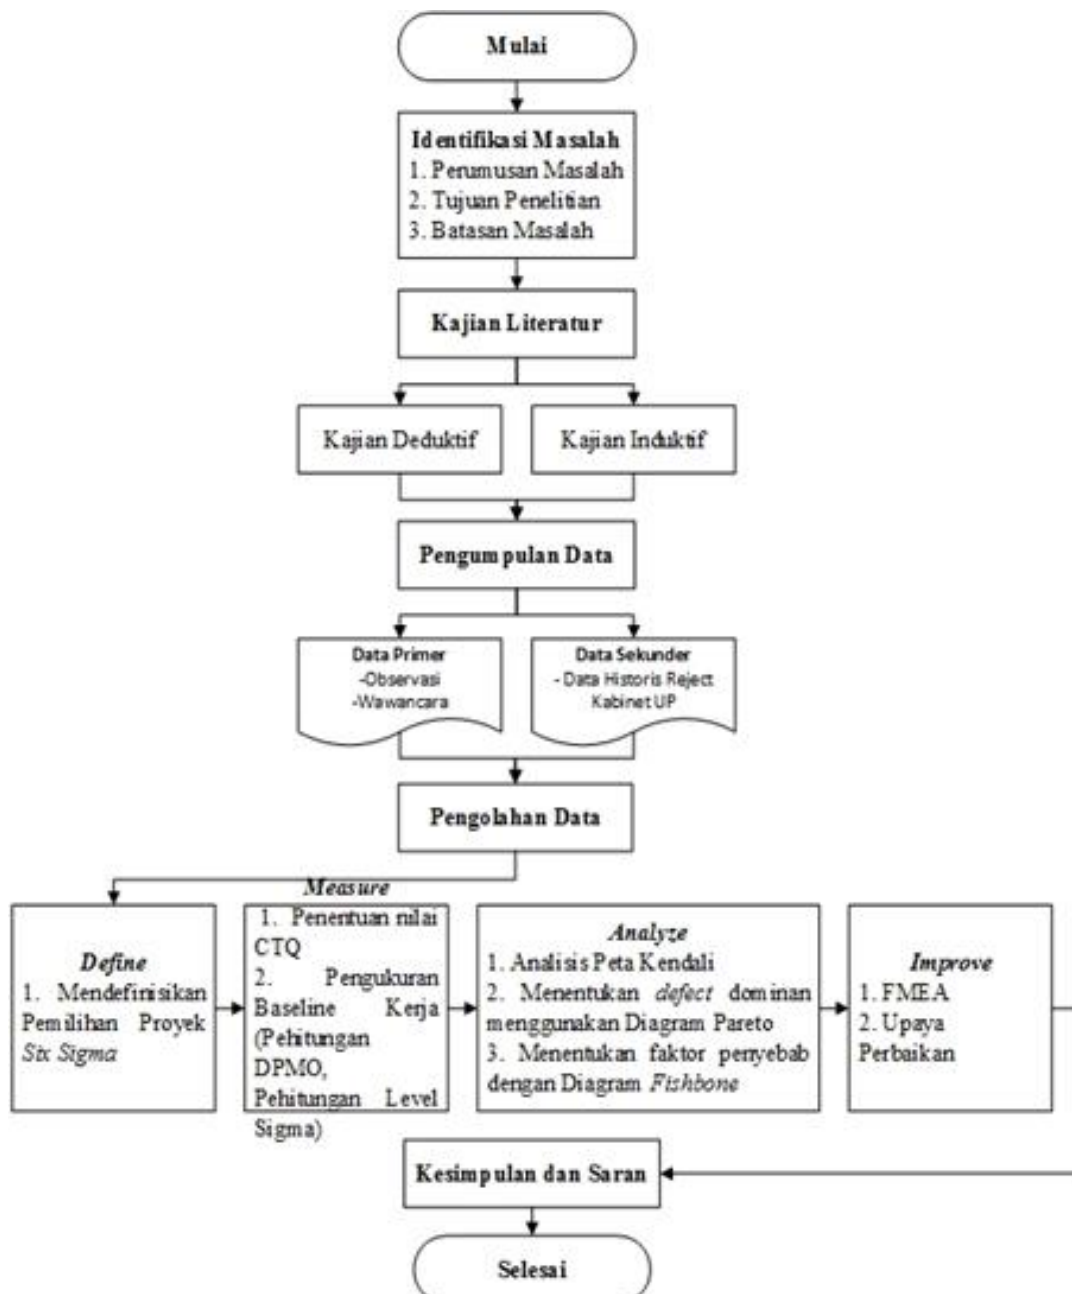 Mulai
Identifikasi Masalah
1. Perumusan Masalah
2. Tujuan Penelitian
3. Batasan Masalah
Kajian Literatur
Kajian Deduktif
Kajian Induktif
Pengumpulan Data
Data Primer
-Observasi
-Wawancara
Data Sekunder
- Data Historis Reject
Kabinet UP
Pengolahan Data
Define
1. Mendefinisikan
Pemilihan Proyek
Six Sigma
Measure
1. Penentuan nilai
CTQ
2. Pengukuran
Baseline Kerja
(Pehitungan
DPMO,
Pehitungan Level
Sigma)
Analyze
1. Analisis Peta Kendali
2. Menentukan defect dominan
menggunakan Diagram Pareto
3. Menentukan faktor penyebab
dengan Diagram Fishbone
Improve
1. FMEA
2. Upaya
Perbaikan
Kesimpulan dan Saran
Selesai